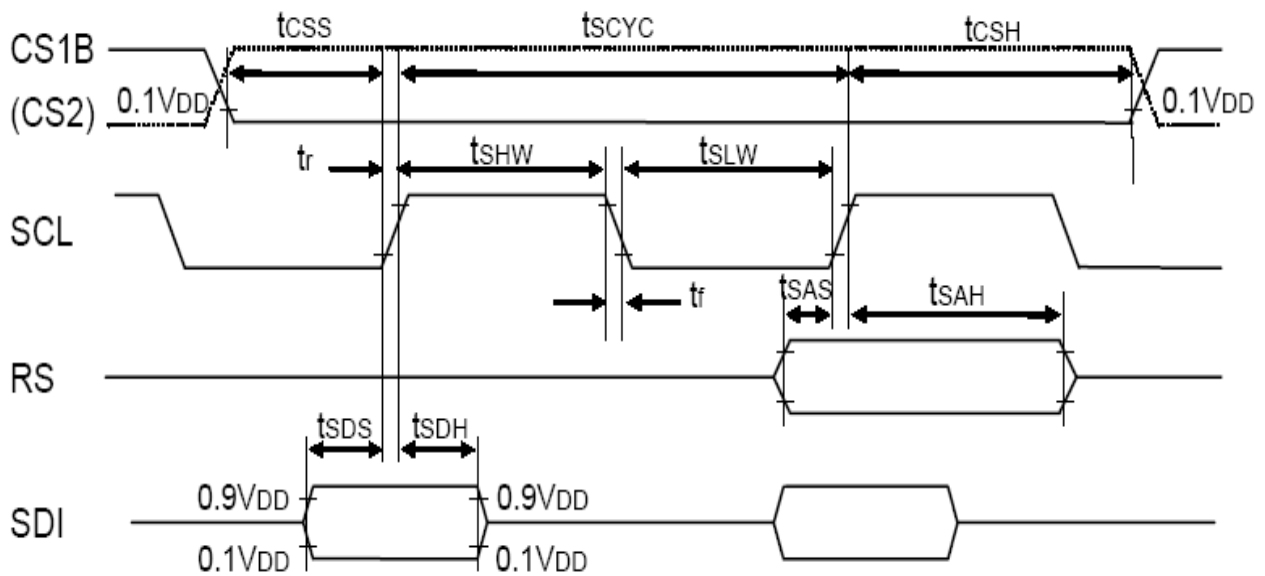 tCSS tSCYC tCSH
CS1B
(CS2) 0.1VDD 0.1VDD
tr tSHW tSLW
SCL
tf tSAS tSAH
RS
tSDS tSDH
0.9VDD 0.9VDD
SDI
0.1VDD 0.1VDD